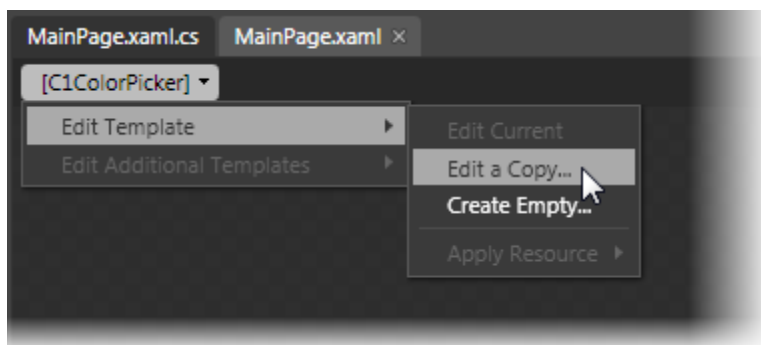 MainPage.xaml.cs MainPage.xaml ×
[C1ColorPicker]
Edit Template
Edit Additional Templates
Edit Current
Edit a Copy...
Create Empty...
Apply Resource